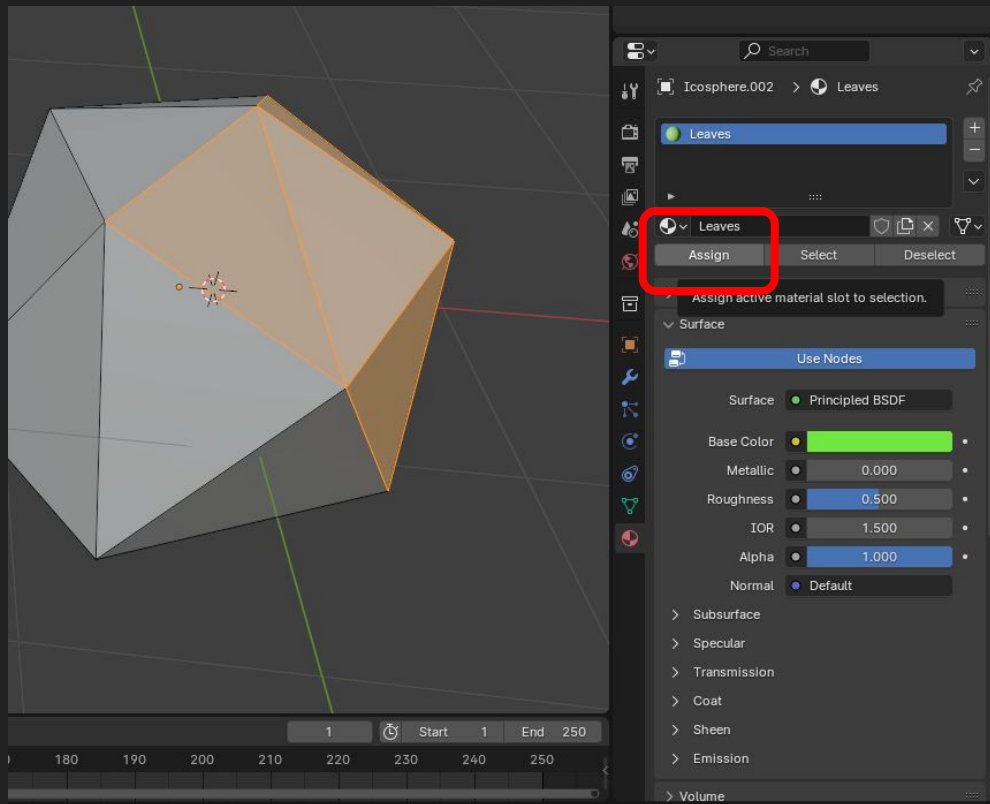 Search
Icosphere.002 > Leaves
Leaves
Leaves
Assign Select Deselect
Assign active material slot to selection.
Surface
Use Nodes
Surface Principled BSDF
Base Color
Metallic 0.000
Roughness 0.500
IOR 1.500
Alpha 1.000
Normal Default
Subsurface
Specular
Transmission
Coat
Sheen
Emission
Volume
1 Start 1 End 250
180 190 200 210 220 230 240 250